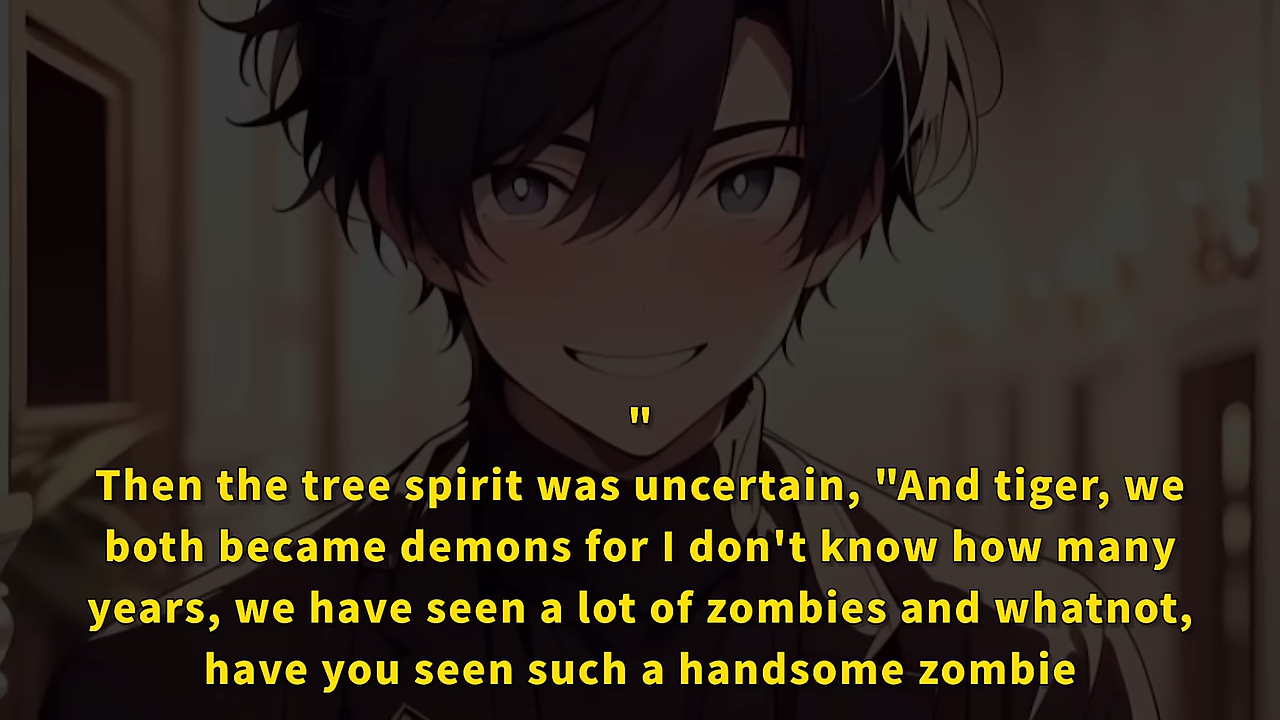 "
Then the tree spirit was uncertain, "And tiger, we
both became demons for I don't know how many
years, we have seen a lot of zombies and whatnot,
have you seen such a handsome zombie